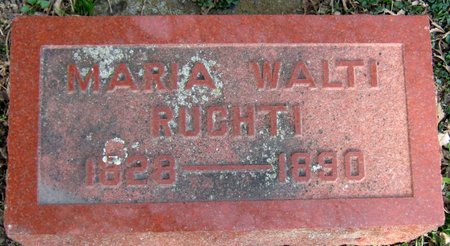 MARIA WALTI
RUCHTI
1828 — 1890